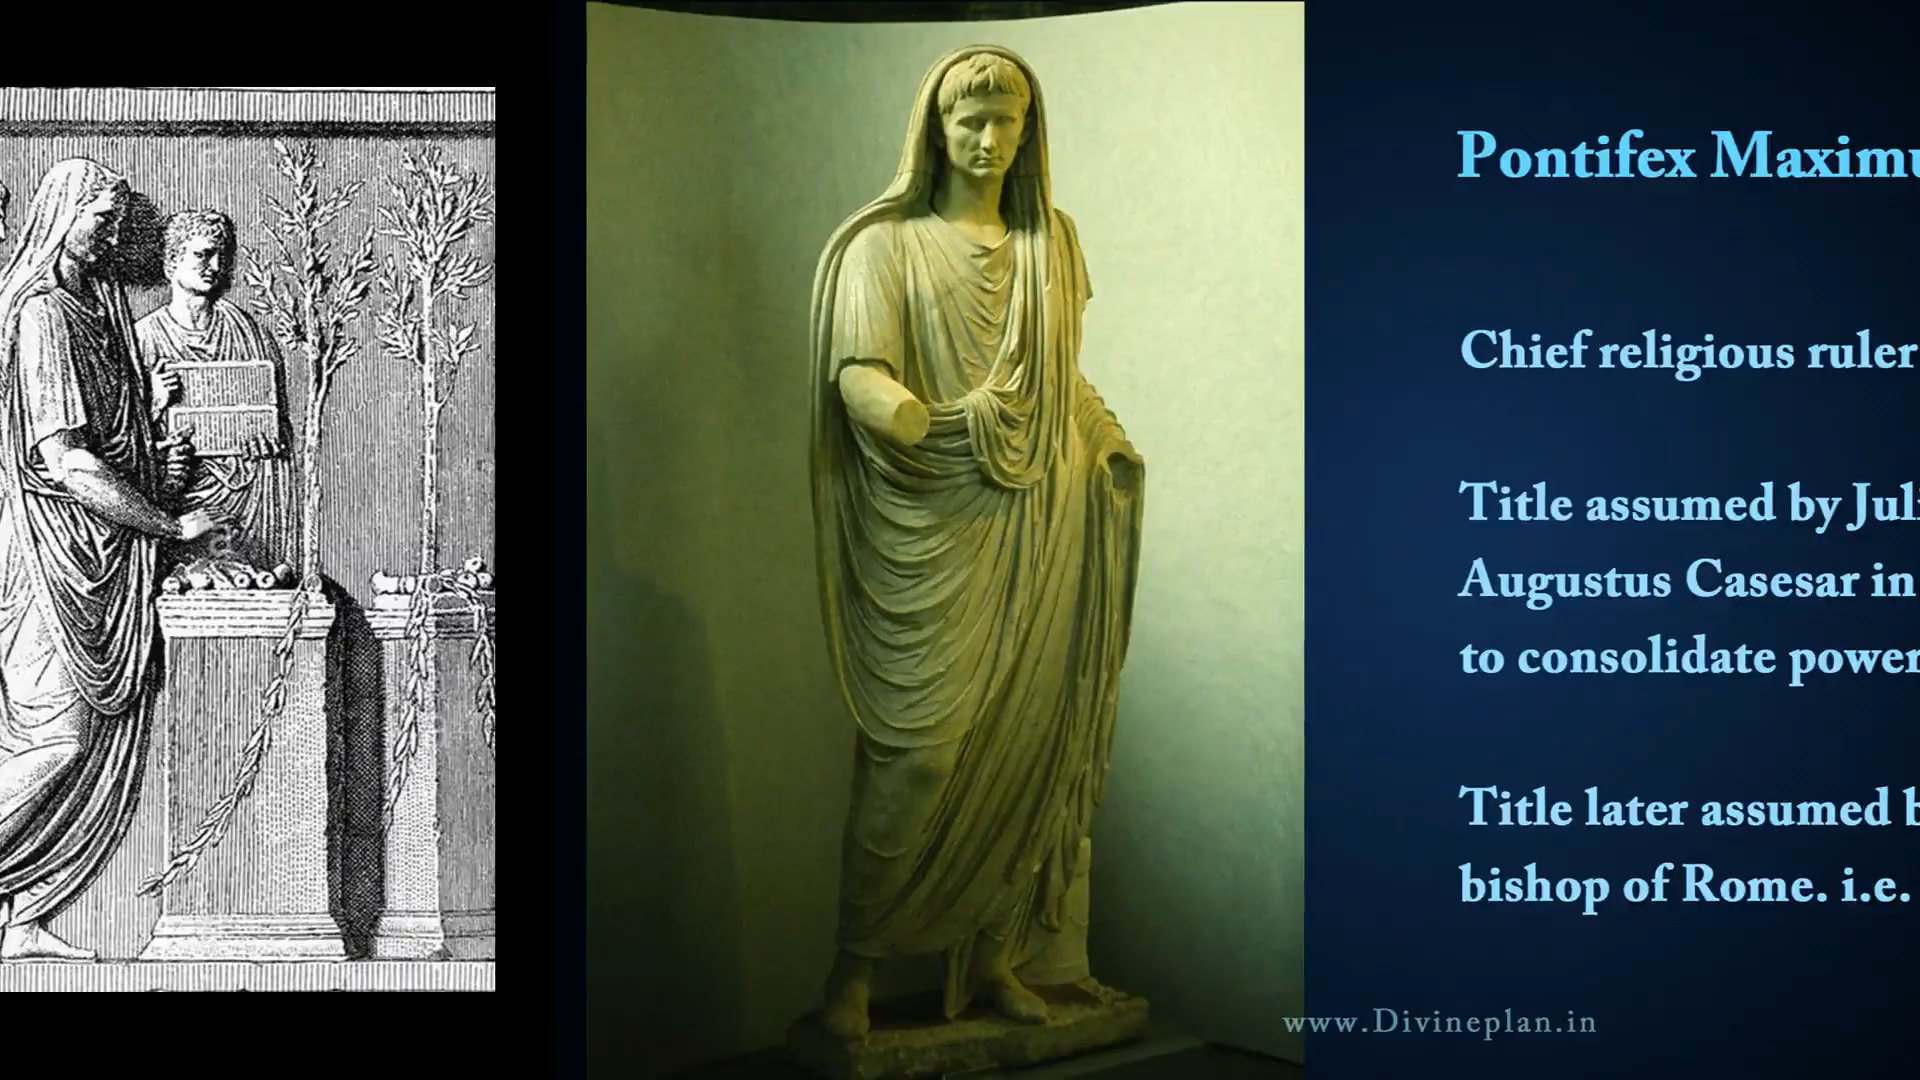 Pontifex Maximu
Chief religious ruler
Title assumed by Juli
Augustus Casesar in
to consolidate power
Title later assumed b
bishop of Rome. i.e.
www.Divineplan.in